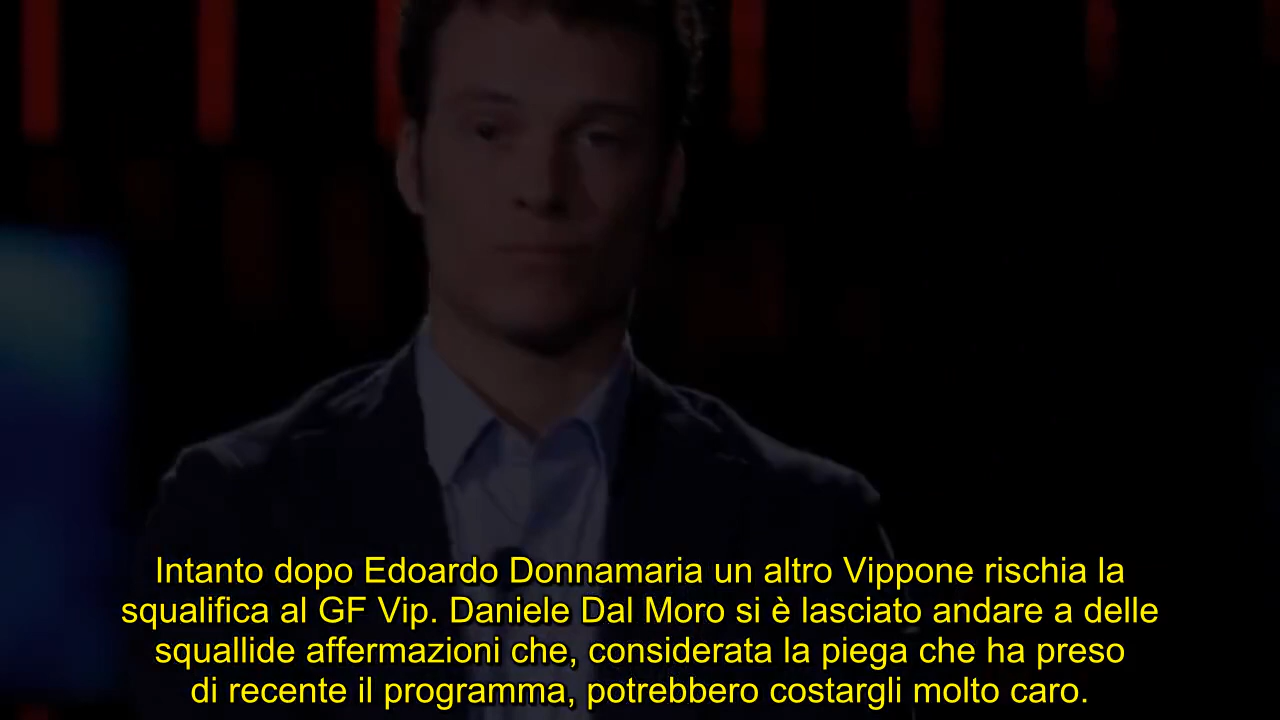 Intanto dopo Edoardo Donnamaria un altro Vippone rischia la
squalifica al GF Vip. Daniele Dal Moro si è lasciato andare a delle
squallide affermazioni che, considerata la piega che ha preso
di recente il programma, potrebbero costargli molto caro.